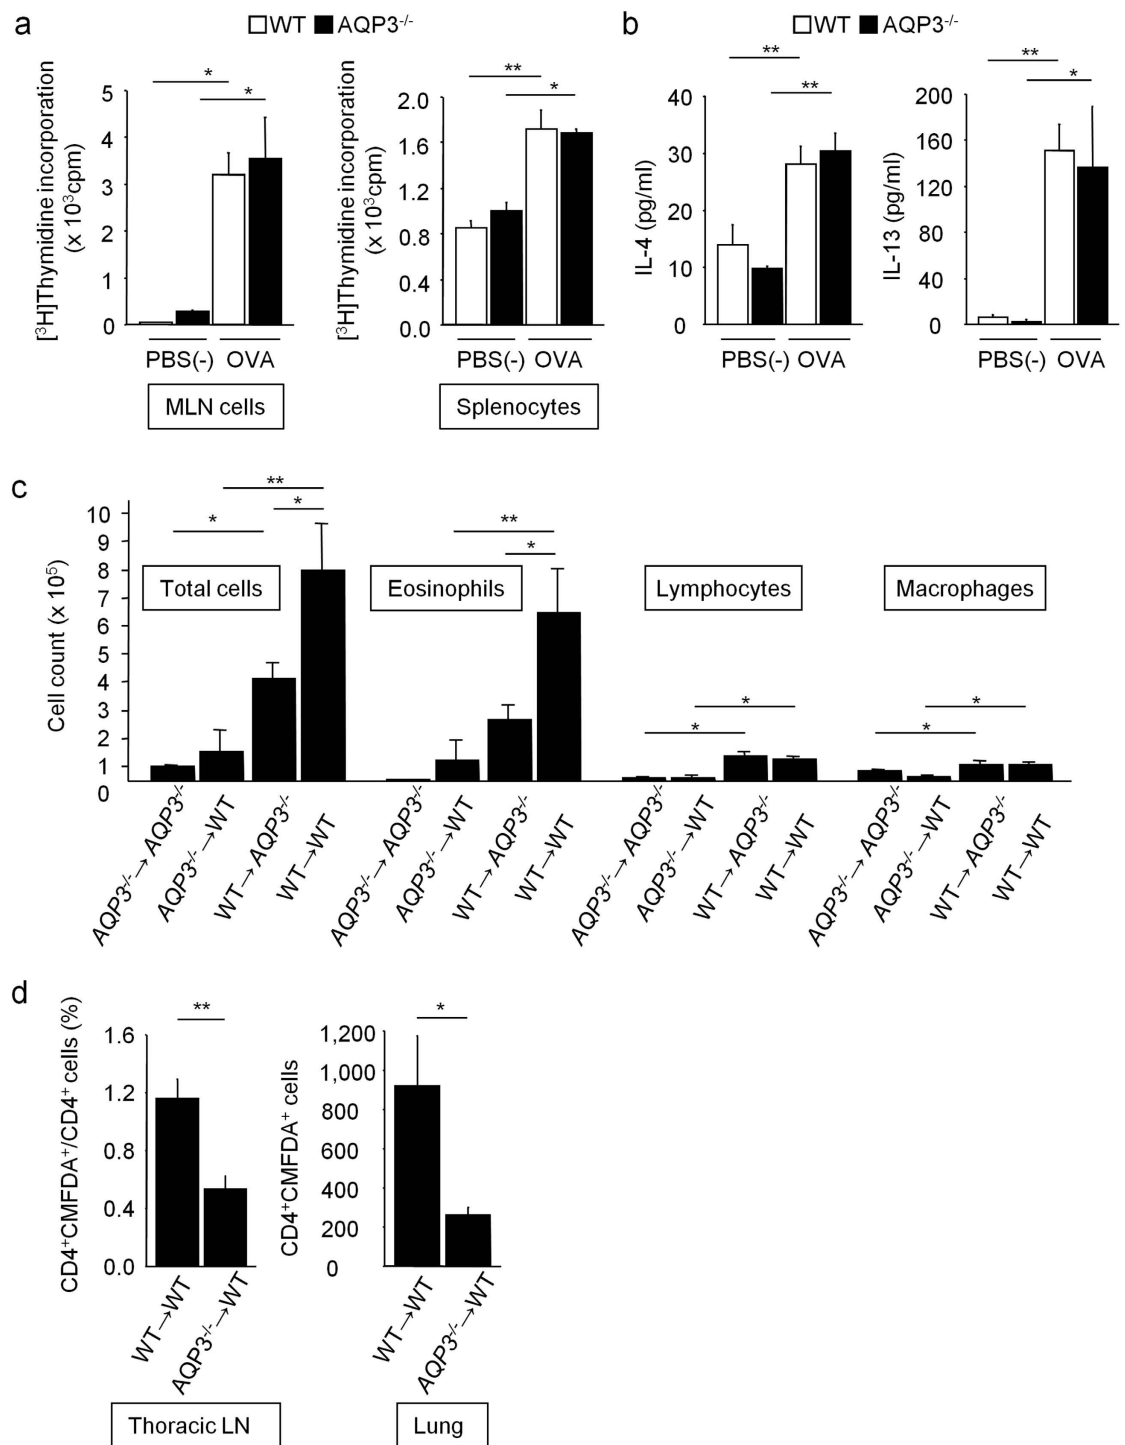 a
WT AQP3-/-
b
WT AQP3-/-
[3H]Thymidine incorporation
(x 10³cpm)
5
4
3
2
1
0
*
*
PBS(-) OVA
MLN cells
[3H]Thymidine incorporation
(x 10³cpm)
2.0
1.6
1.2
0.8
0.4
0.0
**
*
PBS(-) OVA
Splenocytes
IL-4 (pg/ml)
40
30
20
10
0
**
**
PBS(-) OVA
IL-13 (pg/ml)
200
160
120
80
40
0
**
*
PBS(-) OVA
c
Cell count (x 10⁵)
10
9
8
7
6
5
4
3
2
1
0
**
*
*
Total cells
**
*
Eosinophils
*
*
Lymphocytes
*
*
Macrophages
AQP3-/-→AQP3-/-
AQP3-/-→WT
WT→AQP3-/-
WT→WT
AQP3-/-→AQP3-/-
AQP3-/-→WT
WT→AQP3-/-
WT→WT
AQP3-/-→AQP3-/-
AQP3-/-→WT
WT→AQP3-/-
WT→WT
AQP3-/-→AQP3-/-
AQP3-/-→WT
WT→AQP3-/-
WT→WT
d
CD4⁺CMFDA⁺/CD4⁺ cells (%)
1.6
1.2
0.8
0.4
0.0
**
WT→WT
AQP3-/-→WT
Thoracic LN
CD4⁺CMFDA⁺ cells
1,200
1,000
800
600
400
200
0
*
WT→WT
AQP3-/-→WT
Lung